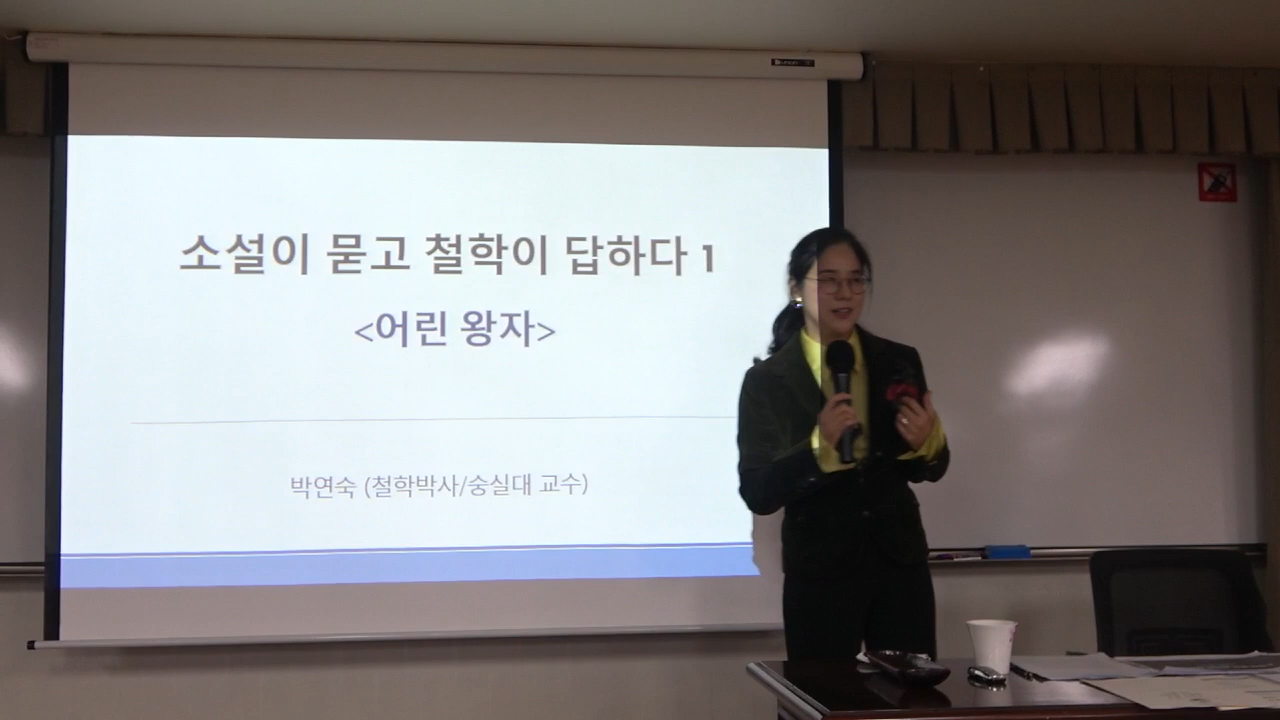 소설이 묻고 철학이 답하다 1
<어린 왕자>
박연숙 (철학박사/숭실대 교수)